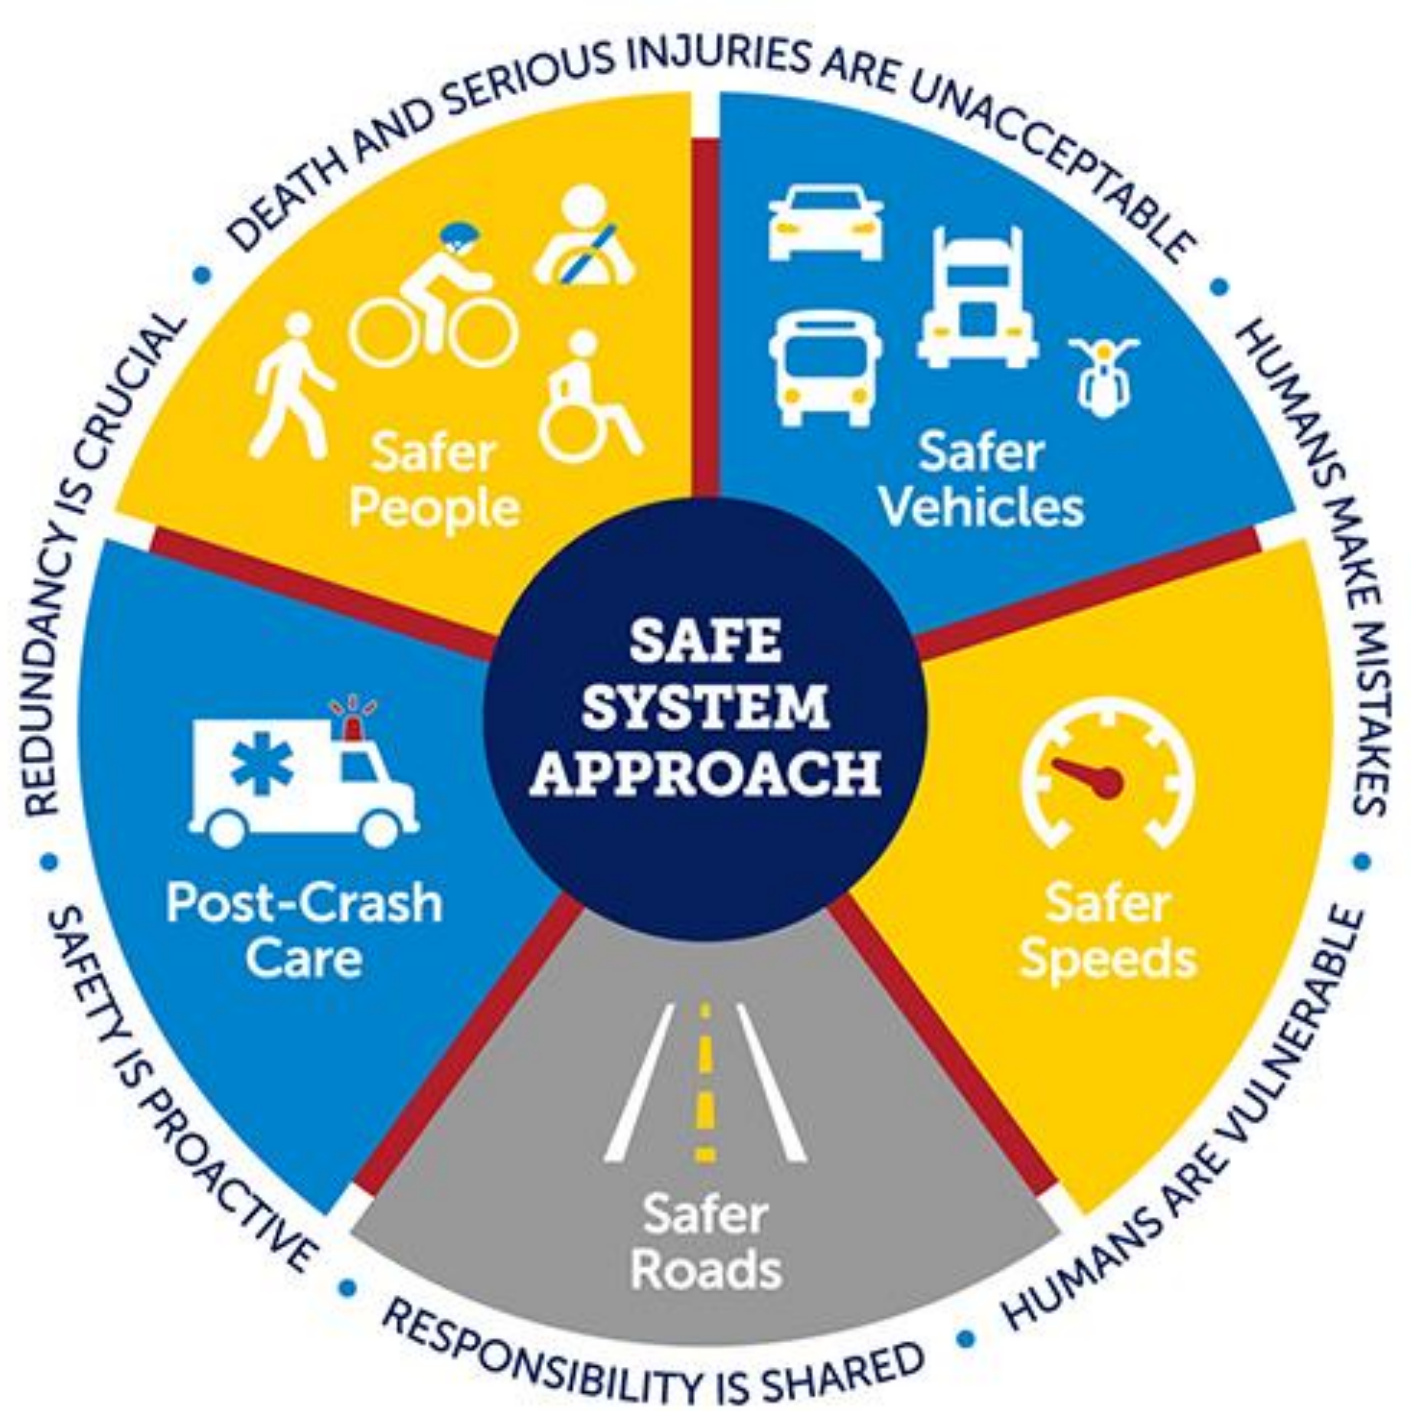 DEATH AND SERIOUS INJURIES ARE UNACCEPTABLE
HUMANS MAKE MISTAKES
HUMANS ARE VULNERABLE
RESPONSIBILITY IS SHARED
SAFETY IS PROACTIVE
REDUNDANCY IS CRUCIAL
Safer
People
Safer
Vehicles
SAFE
SYSTEM
APPROACH
Post-Crash
Care
Safer
Speeds
Safer
Roads